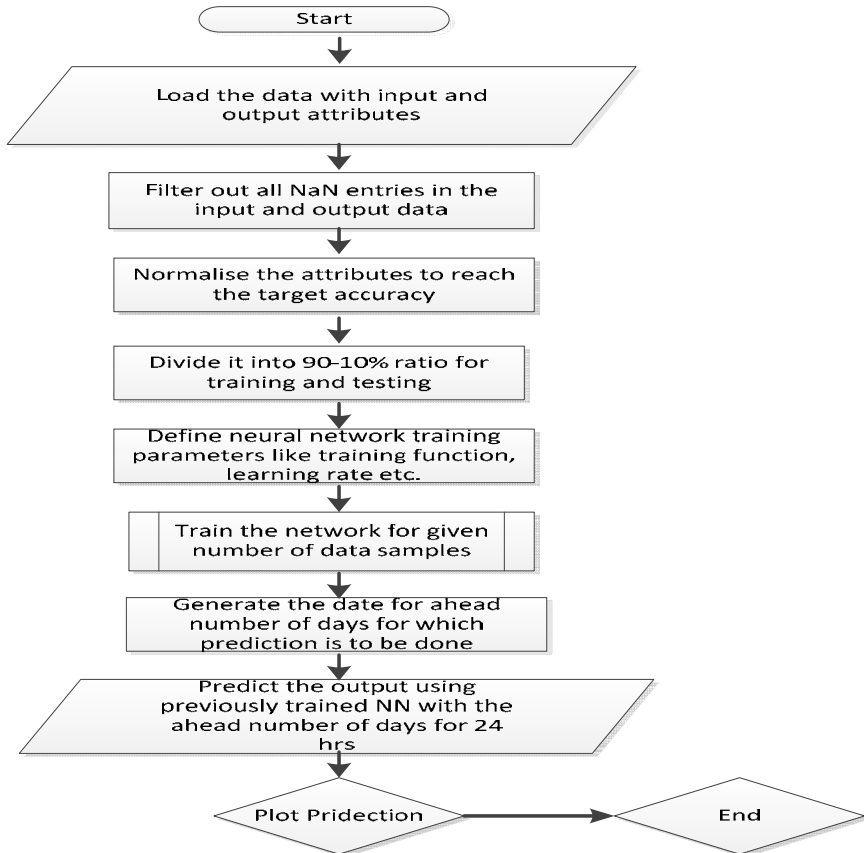 Start
Load the data with input and
output attributes
Filter out all NaN entries in the
input and output data
Normalise the attributes to reach
the target accuracy
Divide it into 90-10% ratio for
training and testing
Define neural network training
parameters like training function,
learning rate etc.
Train the network for given
number of data samples
Generate the date for ahead
number of days for which
prediction is to be done
Predict the output using
previously trained NN with the
ahead number of days for 24
hrs
Plot Pridection
End